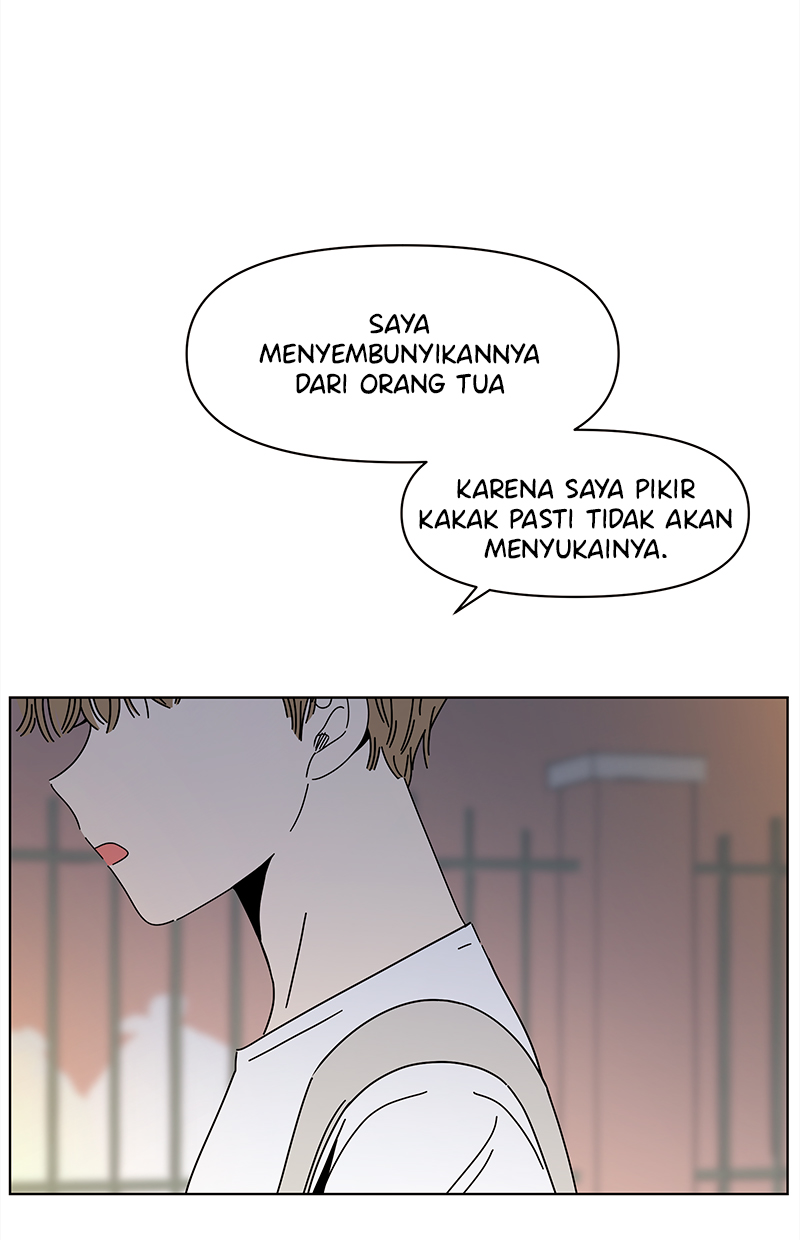 SAYA
MENYEMBUNYIKANNYA
DARI ORANG TUA
KARENA SAYA PIKIR
KAKAK PASTI TIDAK AKAN
MENYUKAINYA.